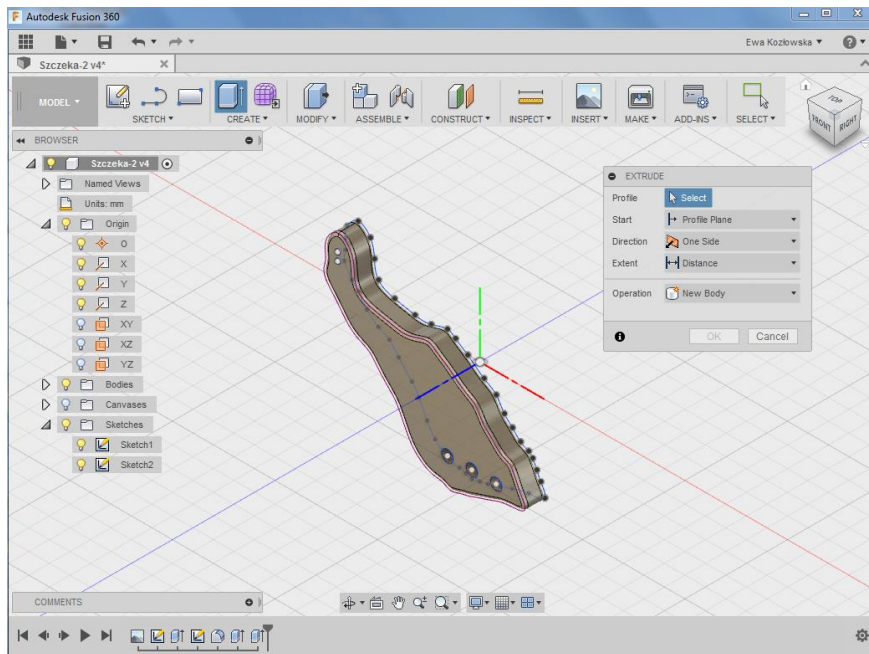 F Autodesk Fusion 360
Ewa Kozłowska
Szczeka-2 v4*
MODEL
SKETCH
CREATE
MODIFY
ASSEMBLE
CONSTRUCT
INSPECT
INSERT
MAKE
ADD-INS
SELECT
TOP
FRONT
RIGHT
BROWSER
Szczeka-2 v4
Named Views
Units: mm
Origin
O
X
Y
Z
XY
XZ
YZ
Bodies
Canvases
Sketches
Sketch1
Sketch2
EXTRUDE
Profile Select
Start Profile Plane
Direction One Side
Extent Distance
Operation New Body
OK Cancel
COMMENTS